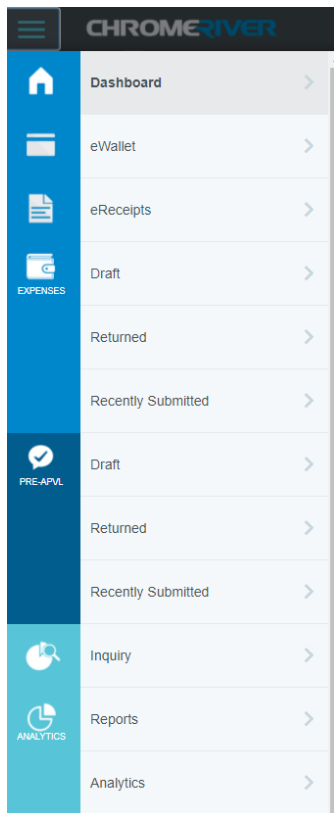 CHROMERIVER
Dashboard
eWallet
eReceipts
Draft
EXPENSES
Returned
Recently Submitted
Draft
PRE-APVL
Returned
Recently Submitted
Inquiry
Reports
ANALYTICS
Analytics